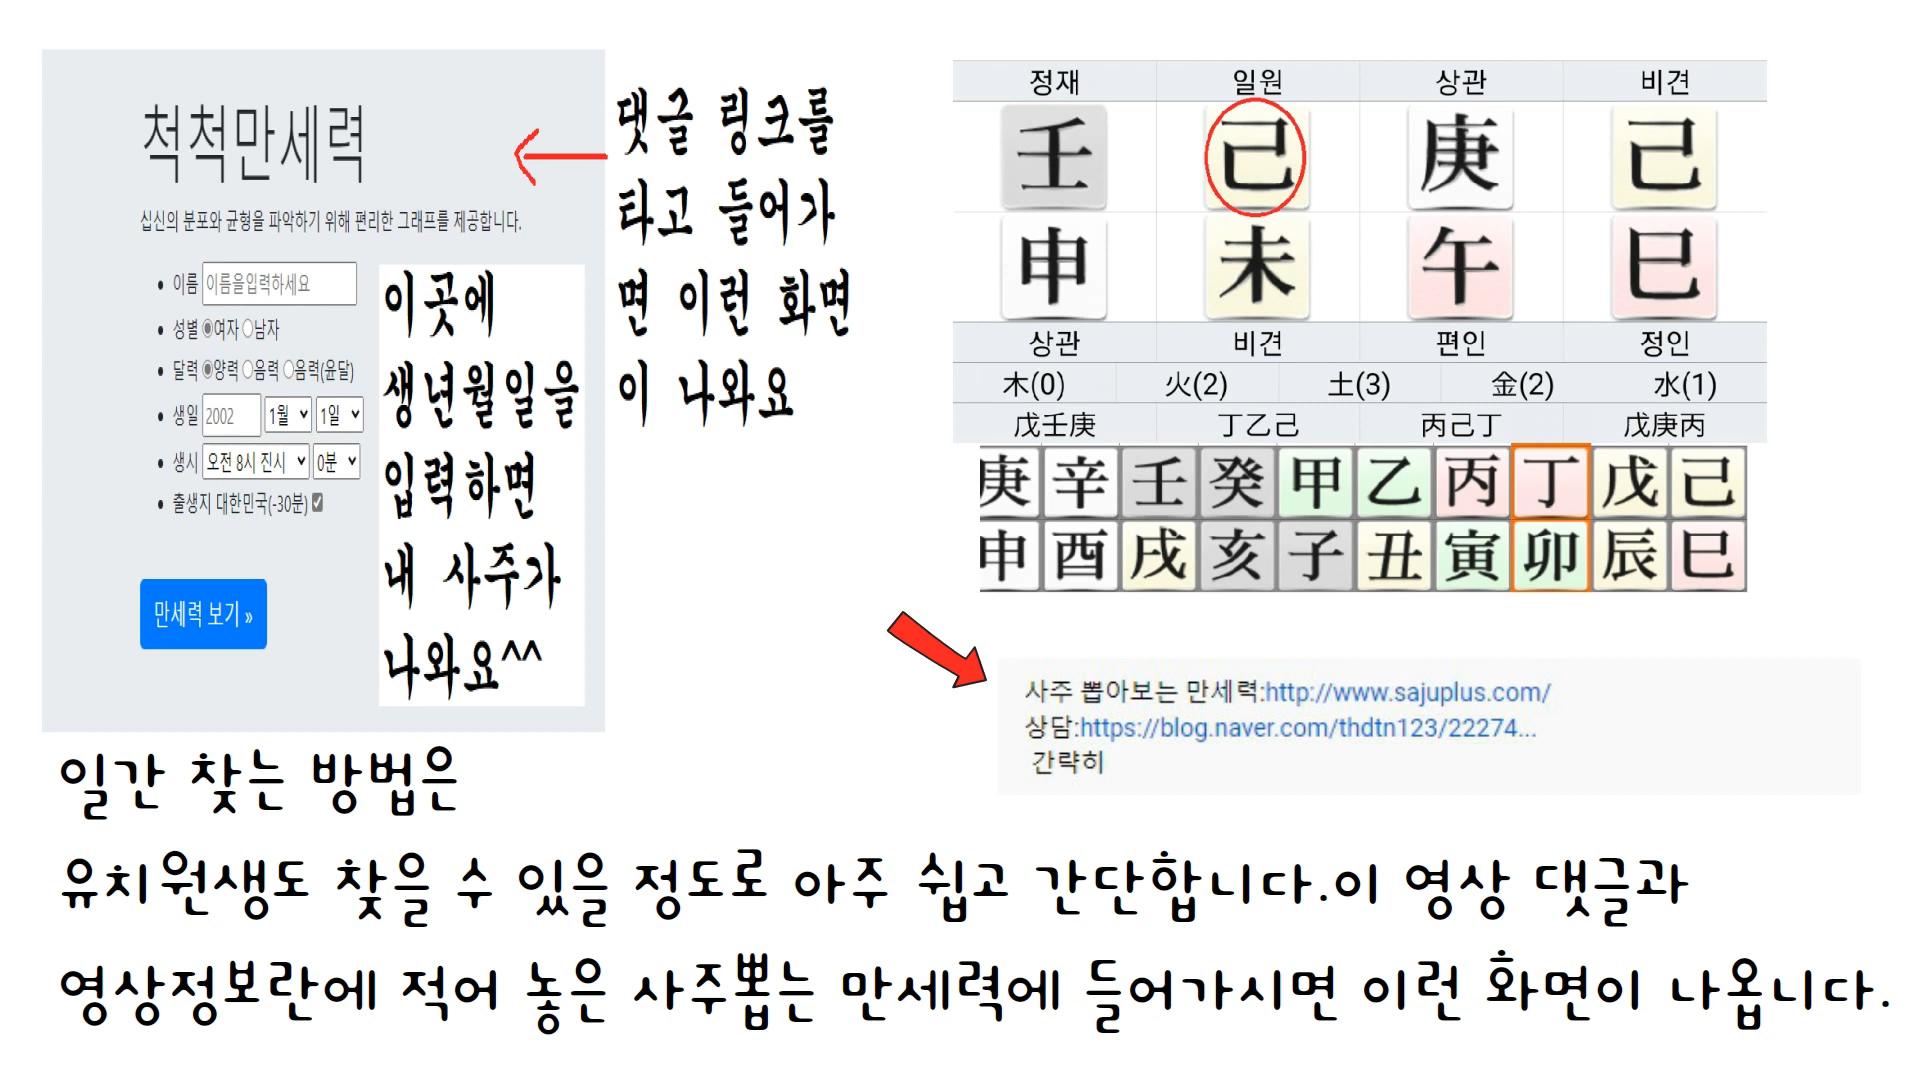 척척만세력
십신의 분포와 균형을 파악하기 위해 편리한 그래프를 제공합니다.
이름 이름을입력하세요
성별 여자 남자
달력 양력 음력 음력(윤달)
생일 2002 1월 1일
생시 오전 8시 진시 0분
출생지 대한민국(-30분)
만세력 보기 »
이곳에
생년월일을
입력하면
내 사주가
나와요^^
댓글 링크를
타고 들어가
면 이런 화면
이 나와요
정재 일원 상관 비견
壬 己 庚 己
申 未 午 巳
상관 비견 편인 정인
木(0) 火(2) 土(3) 金(2) 水(1)
戊壬庚 丁乙己 丙己丁 戊庚丙
庚 辛 壬 癸 甲 乙 丙 丁 戊 己
申 酉 戌 亥 子 丑 寅 卯 辰 巳
사주 뽑아보는 만세력:http://www.sajuplus.com/
상담:https://blog.naver.com/thdtn123/22274...
간략히
일간 찾는 방법은
유치원생도 찾을 수 있을 정도로 아주 쉽고 간단합니다.이 영상 댓글과
영상정보란에 적어 놓은 사주뽑는 만세력에 들어가시면 이런 화면이 나옵니다.